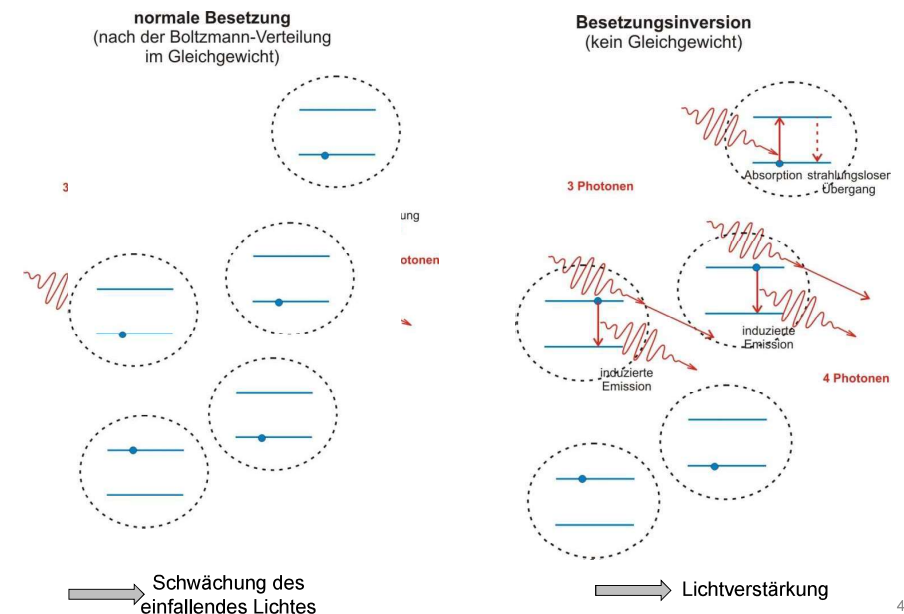 normale Besetzung
(nach der Boltzmann-Verteilung
im Gleichgewicht)
3
ung
otonen
Schwächung des
einfallendes Lichtes
Besetzungsinversion
(kein Gleichgewicht)
Absorption strahlungsloser
Übergang
3 Photonen
induzierte
Emission
induzierte
Emission
4 Photonen
Lichtverstärkung
4